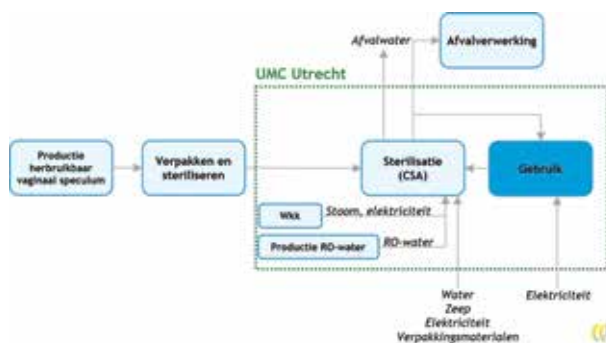 Afvalwater
Afvalverwerking
UMC Utrecht
Productie
herbruikbaar
vaginaal speculum
Verpakken en
steriliseren
Sterilisatie
(CSA)
Gebruik
Wkk
Stoom, elektriciteit
Productie RO-water
RO-water
Water
Zeep
Elektriciteit
Verpakkingsmaterialen
Elektriciteit